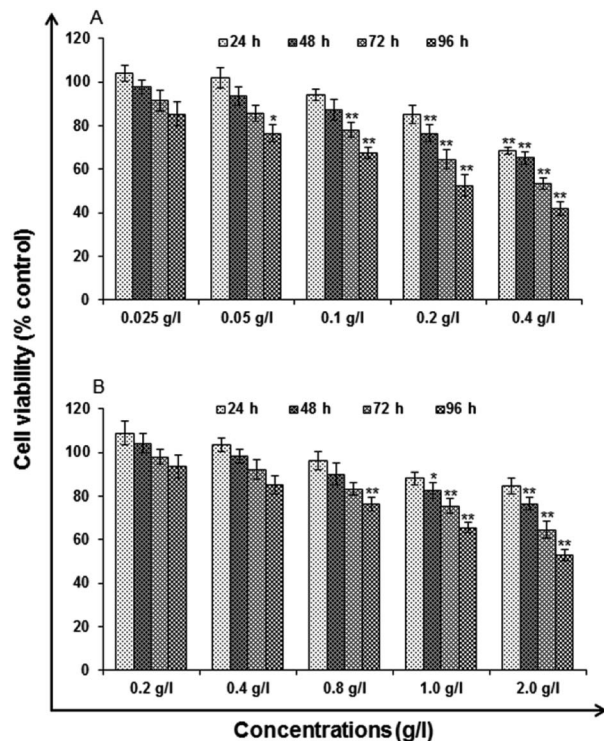 A
120
24 h 48 h 72 h 96 h
100
*
** ** **
80
** ** ** ** **
60
** **
40
20
0
0.025 g/l 0.05 g/l 0.1 g/l 0.2 g/l 0.4 g/l
Cell viability (% control)
B
120
24 h 48 h 72 h 96 h
100
** * **
80
** ** **
60
**
40
20
0
0.2 g/l 0.4 g/l 0.8 g/l 1.0 g/l 2.0 g/l
Concentrations (g/l)